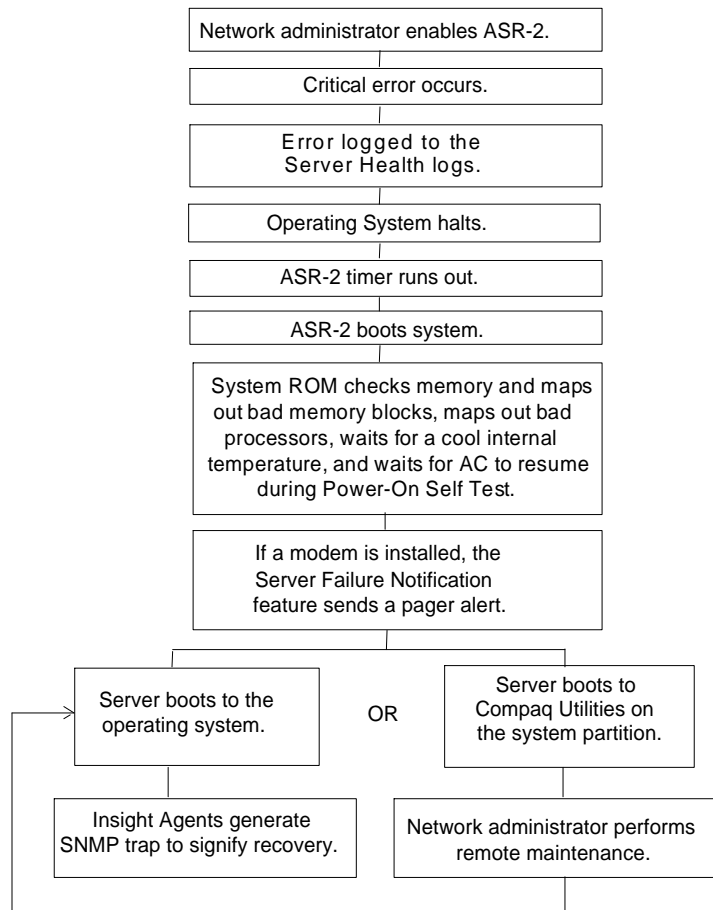 Network administrator enables ASR-2.
Critical error occurs.
Error logged to the
Server Health logs.
Operating System halts.
ASR-2 timer runs out.
ASR-2 boots system.
System ROM checks memory and maps
out bad memory blocks, maps out bad
processors, waits for a cool internal
temperature, and waits for AC to resume
during Power-On Self Test.
If a modem is installed, the
Server Failure Notification
feature sends a pager alert.
Server boots to the
operating system.
OR
Server boots to
Compaq Utilities on
the system partition.
Insight Agents generate
SNMP trap to signify recovery.
Network administrator performs
remote maintenance.